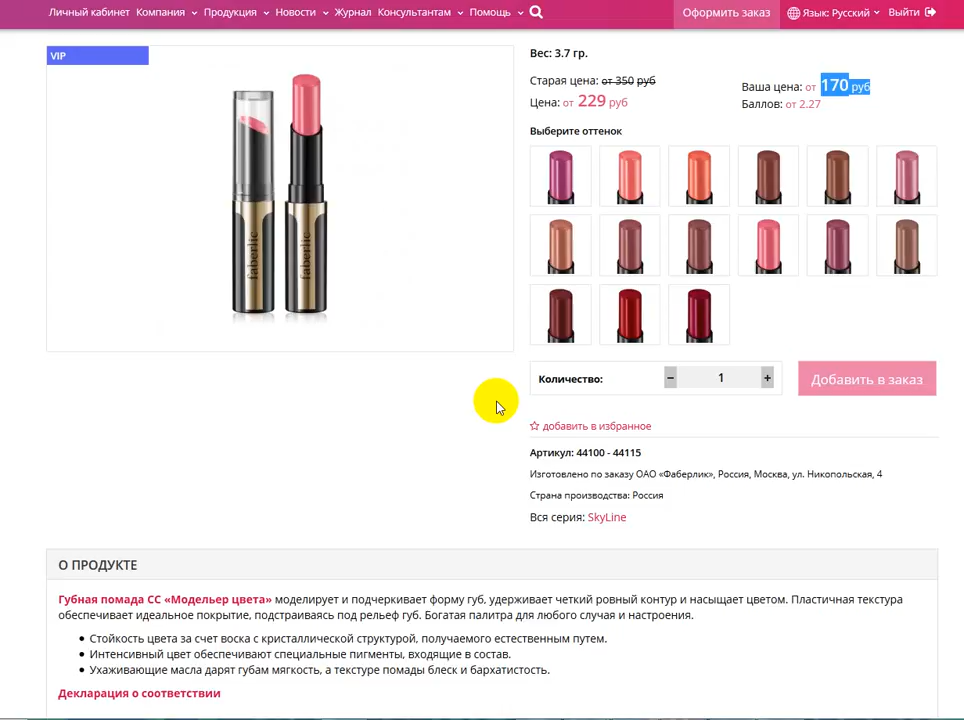 Личный кабинет Компания Продукция Новости Журнал Консультантам Помощь Оформить заказ Язык: Русский Выйти
VIP
faberlic
faberlic
Вес: 3.7 гр.
Старая цена: от 350 руб
Цена: от 229 руб
Ваша цена: от 170 руб
Баллов: от 2.27
Выберите оттенок
Количество: − 1 +
Добавить в заказ
добавить в избранное
Артикул: 44100 - 44115
Изготовлено по заказу ОАО «Фаберлик», Россия, Москва, ул. Никопольская, 4
Страна производства: Россия
Вся серия: SkyLine
О ПРОДУКТЕ
Губная помада СС «Модельер цвета» моделирует и подчеркивает форму губ, удерживает четкий ровный контур и насыщает цветом. Пластичная текстура
обеспечивает идеальное покрытие, подстраиваясь под рельеф губ. Богатая палитра для любого случая и настроения.
• Стойкость цвета за счет воска с кристаллической структурой, получаемого естественным путем.
• Интенсивный цвет обеспечивают специальные пигменты, входящие в состав.
• Ухаживающие масла дарят губам мягкость, а текстуре помады блеск и бархатистость.
Декларация о соответствии